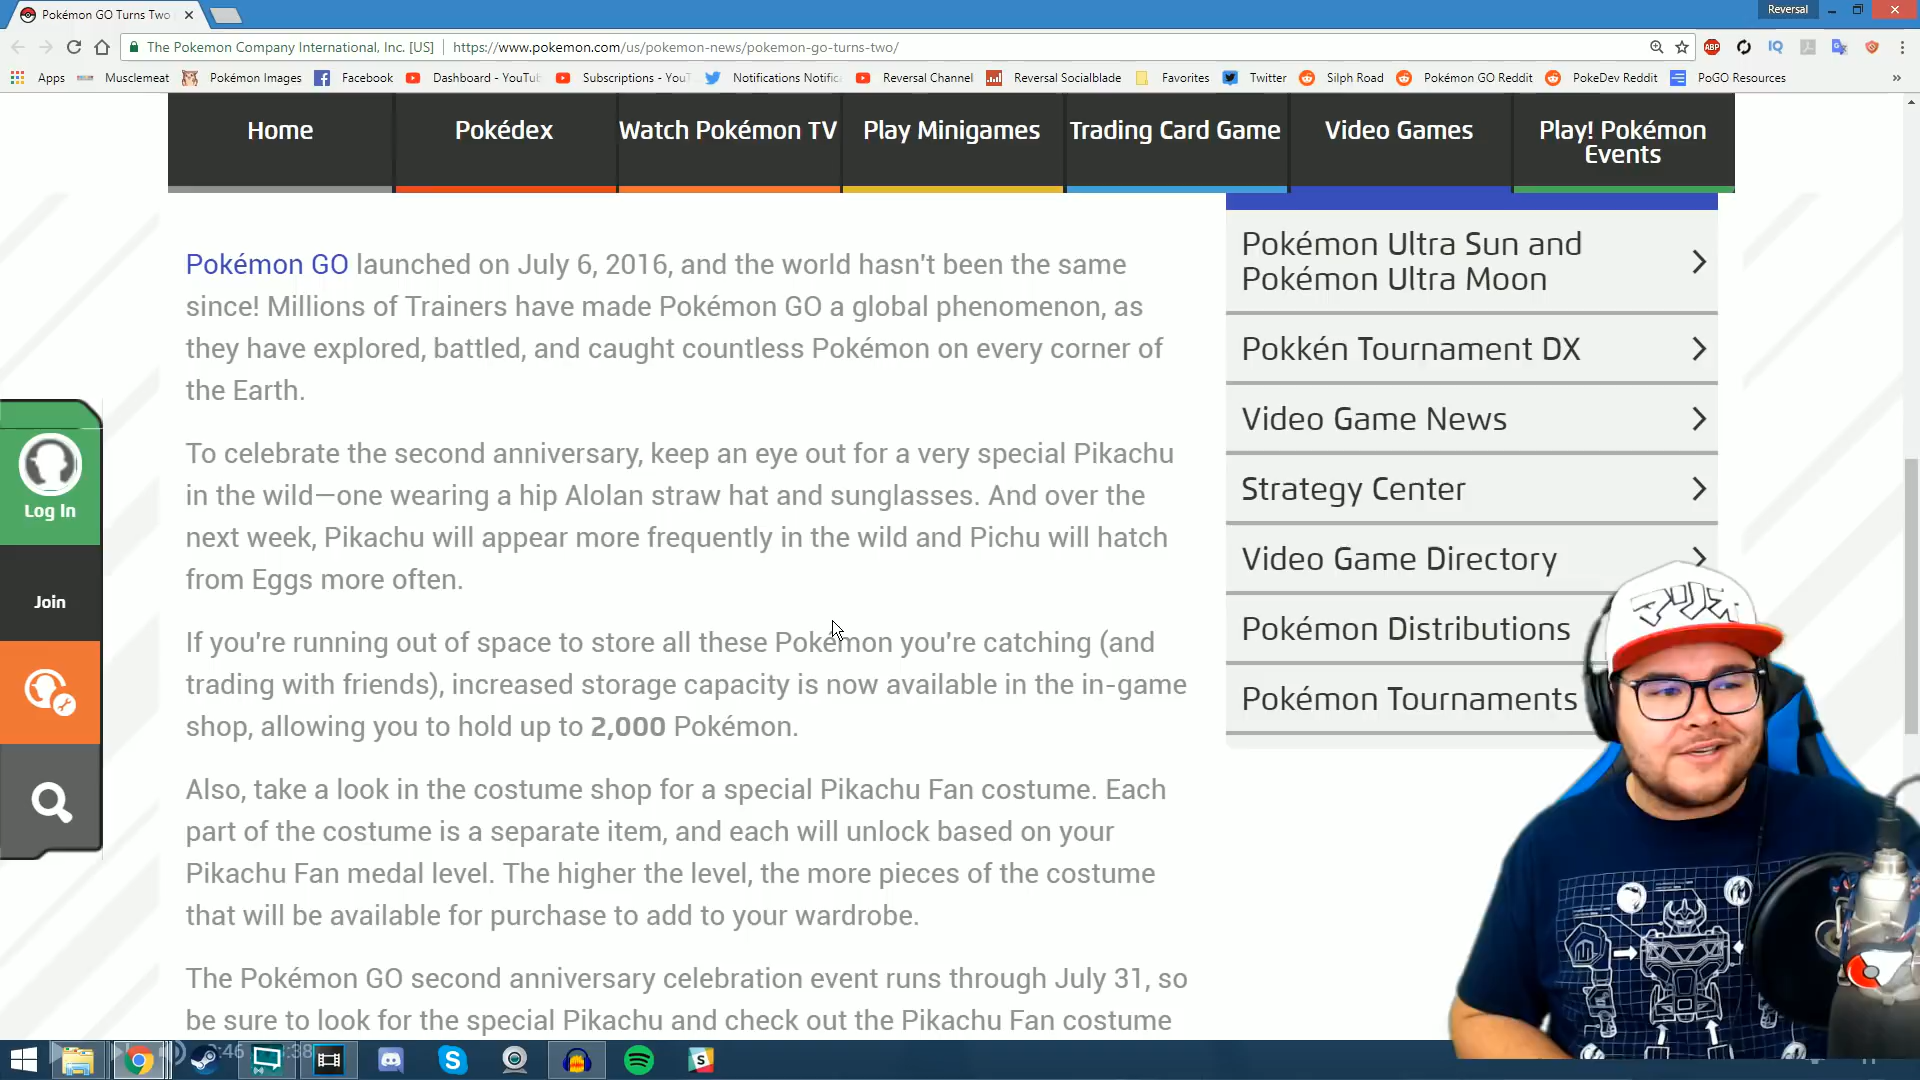 Pokémon GO Turns Two
Reversal
The Pokemon Company International, Inc. [US]
https://www.pokemon.com/us/pokemon-news/pokemon-go-turns-two/
ABP
IQ
Apps
Musclemeat
Pokémon Images
Facebook
Dashboard - YouTu
Subscriptions - YouT
Notifications Notific
Reversal Channel
Reversal Socialblade
Favorites
Twitter
Silph Road
Pokémon GO Reddit
PokeDev Reddit
PoGO Resources
Home
Pokédex
Watch Pokémon TV
Play Minigames
Trading Card Game
Video Games
Play! Pokémon
Events
Pokémon GO launched on July 6, 2016, and the world hasn't been the same
since! Millions of Trainers have made Pokémon GO a global phenomenon, as
they have explored, battled, and caught countless Pokémon on every corner of
the Earth.
To celebrate the second anniversary, keep an eye out for a very special Pikachu
in the wild—one wearing a hip Alolan straw hat and sunglasses. And over the
next week, Pikachu will appear more frequently in the wild and Pichu will hatch
from Eggs more often.
If you're running out of space to store all these Pokémon you're catching (and
trading with friends), increased storage capacity is now available in the in-game
shop, allowing you to hold up to 2,000 Pokémon.
Also, take a look in the costume shop for a special Pikachu Fan costume. Each
part of the costume is a separate item, and each will unlock based on your
Pikachu Fan medal level. The higher the level, the more pieces of the costume
that will be available for purchase to add to your wardrobe.
The Pokémon GO second anniversary celebration event runs through July 31, so
be sure to look for the special Pikachu and check out the Pikachu Fan costume
Pokémon Ultra Sun and
Pokémon Ultra Moon
Pokkén Tournament DX
Video Game News
Strategy Center
Video Game Directory
Pokémon Distributions
Pokémon Tournaments
Log In
Join